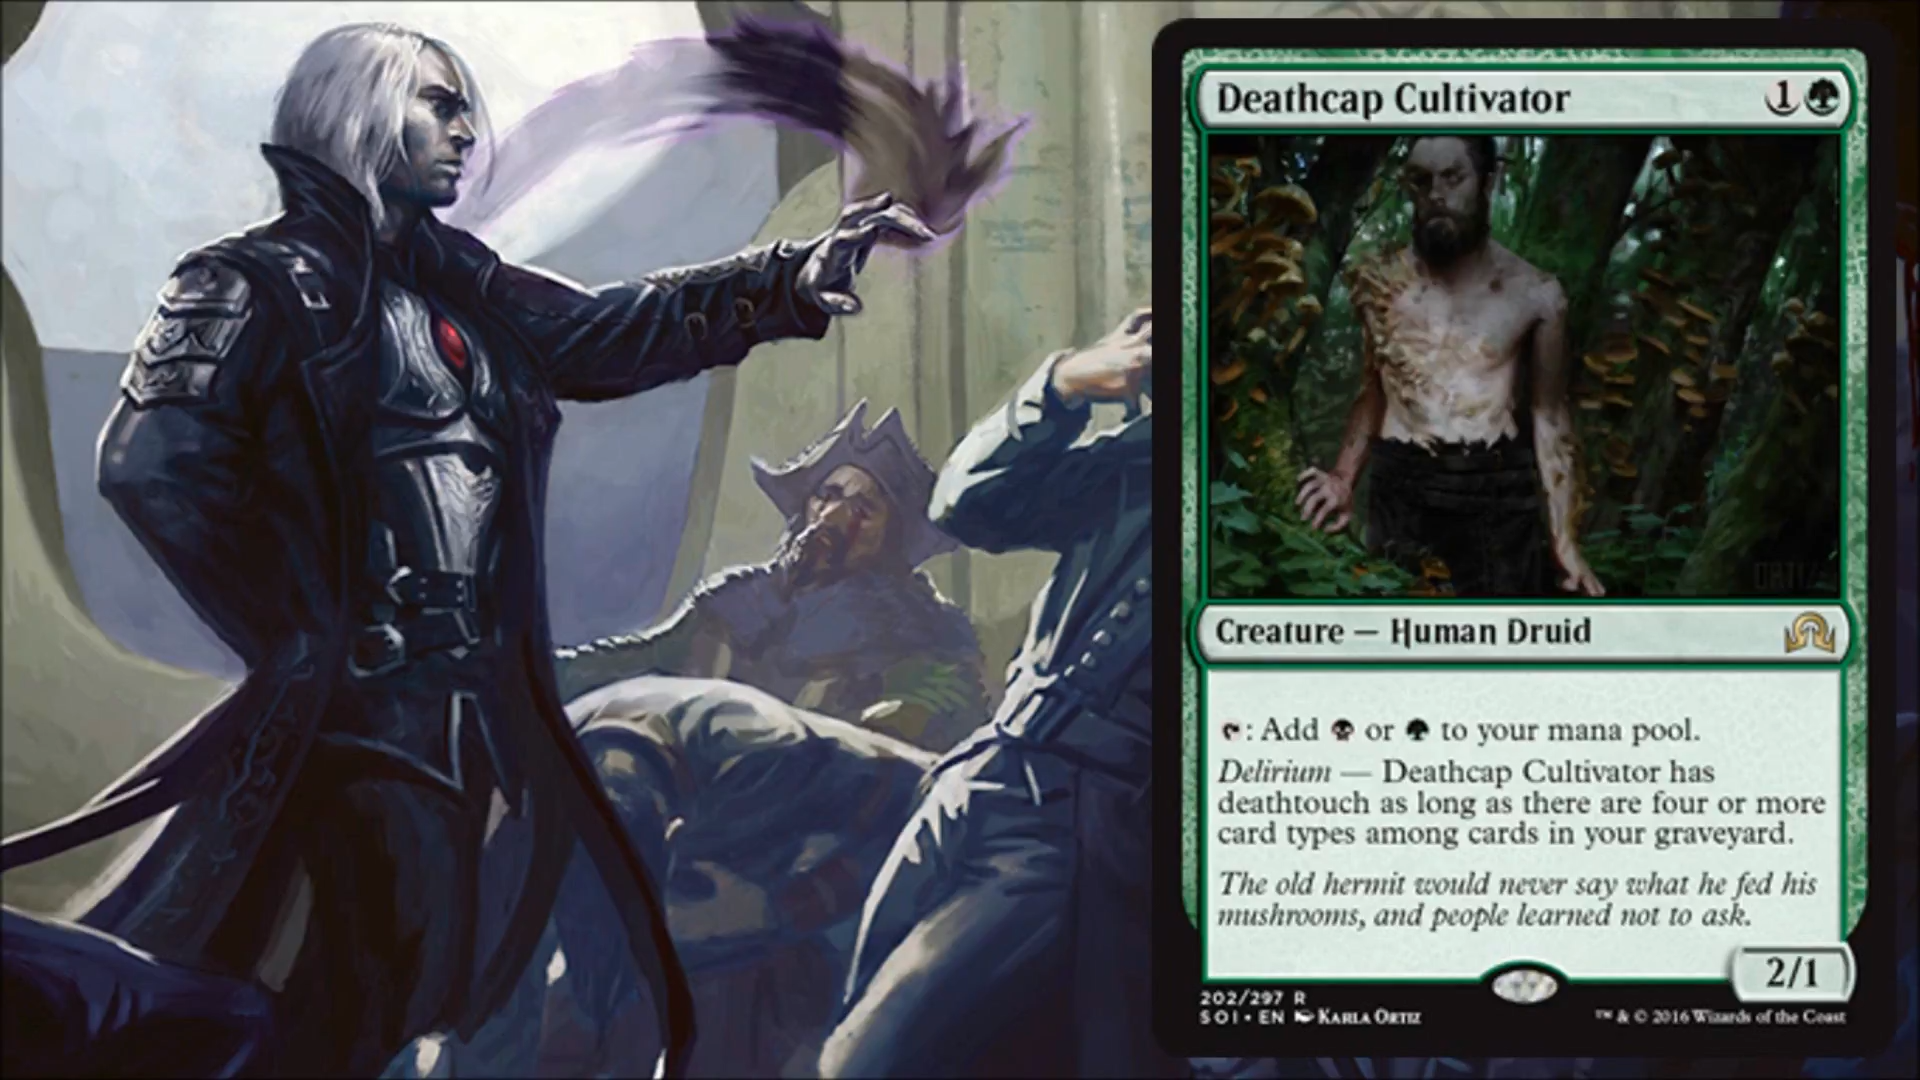 Deathcap Cultivator 1
ORTIZ
Creature — Human Druid
: Add or to your mana pool.
Delirium — Deathcap Cultivator has
deathtouch as long as there are four or more
card types among cards in your graveyard.
The old hermit would never say what he fed his
mushrooms, and people learned not to ask.
2/1
202/297 R
SOI • EN Karla Ortiz
™ & © 2016 Wizards of the Coast